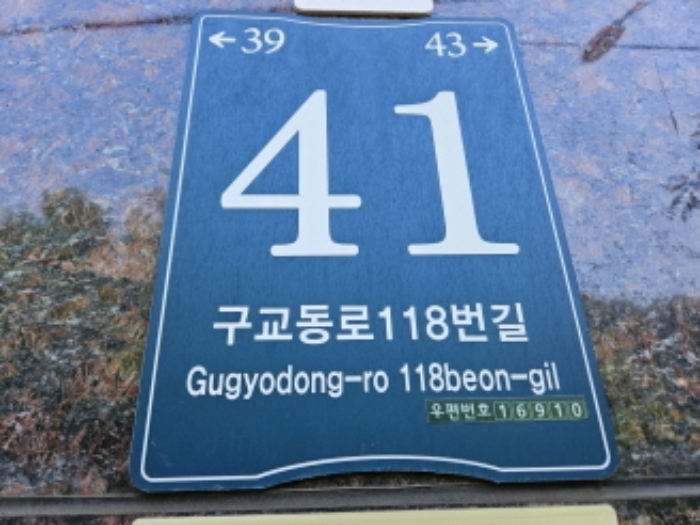 ←39 43→
41
구교동로118번길
Gugyodong-ro 118beon-gil
우편번호 16910